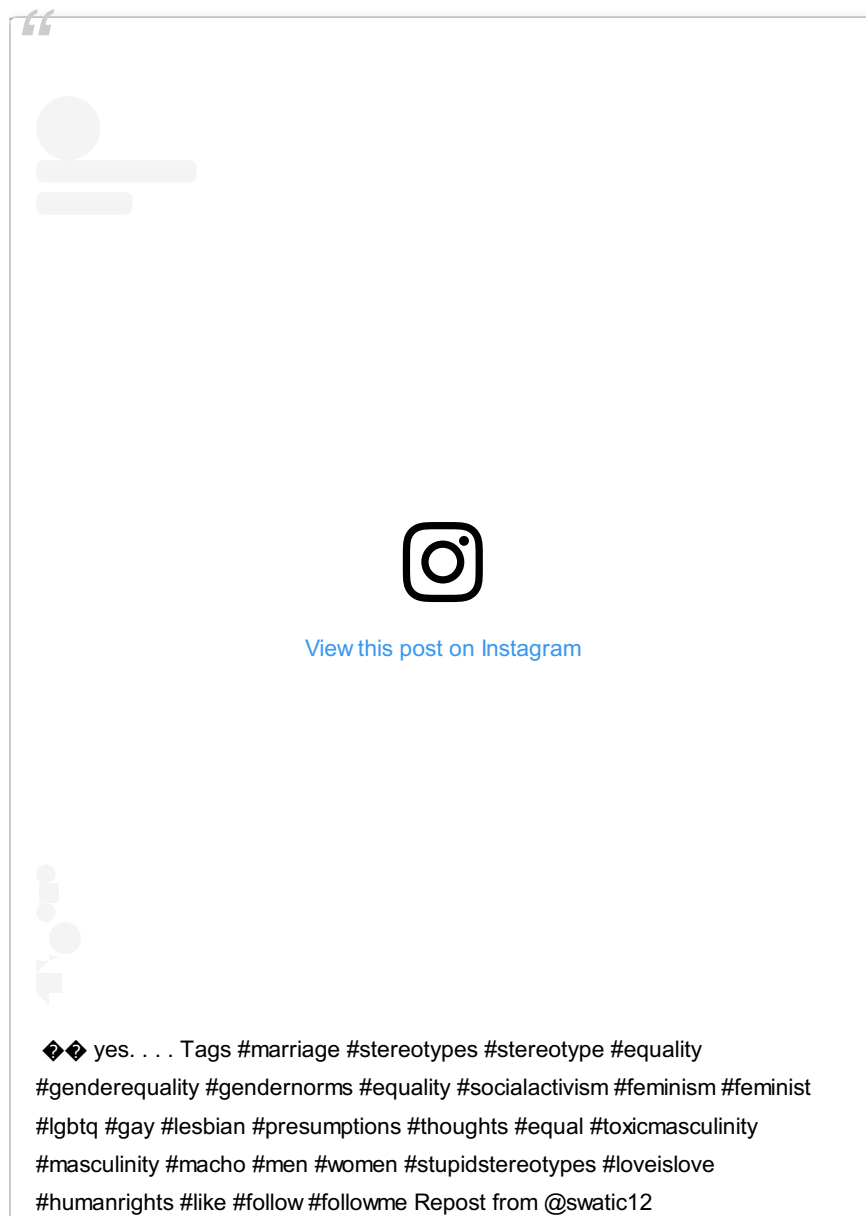 “
View this post on Instagram
�� yes. . . . Tags #marriage #stereotypes #stereotype #equality
#genderequality #gendernorms #equality #socialactivism #feminism #feminist
#lgbtq #gay #lesbian #presumptions #thoughts #equal #toxicmasculinity
#masculinity #macho #men #women #stupidstereotypes #loveislove
#humanrights #like #follow #followme Repost from @swatic12